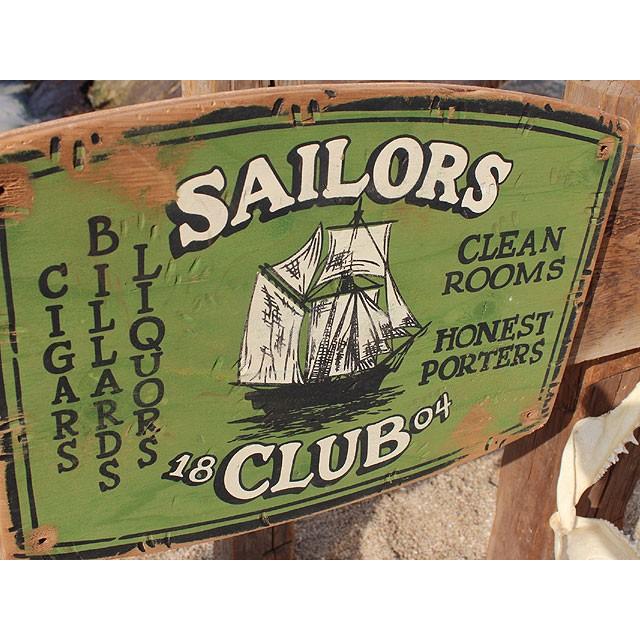 SAILORS
CIGARS
BILLARDS
LIQUORS
CLEAN
ROOMS
HONEST
PORTERS
18 CLUB 04